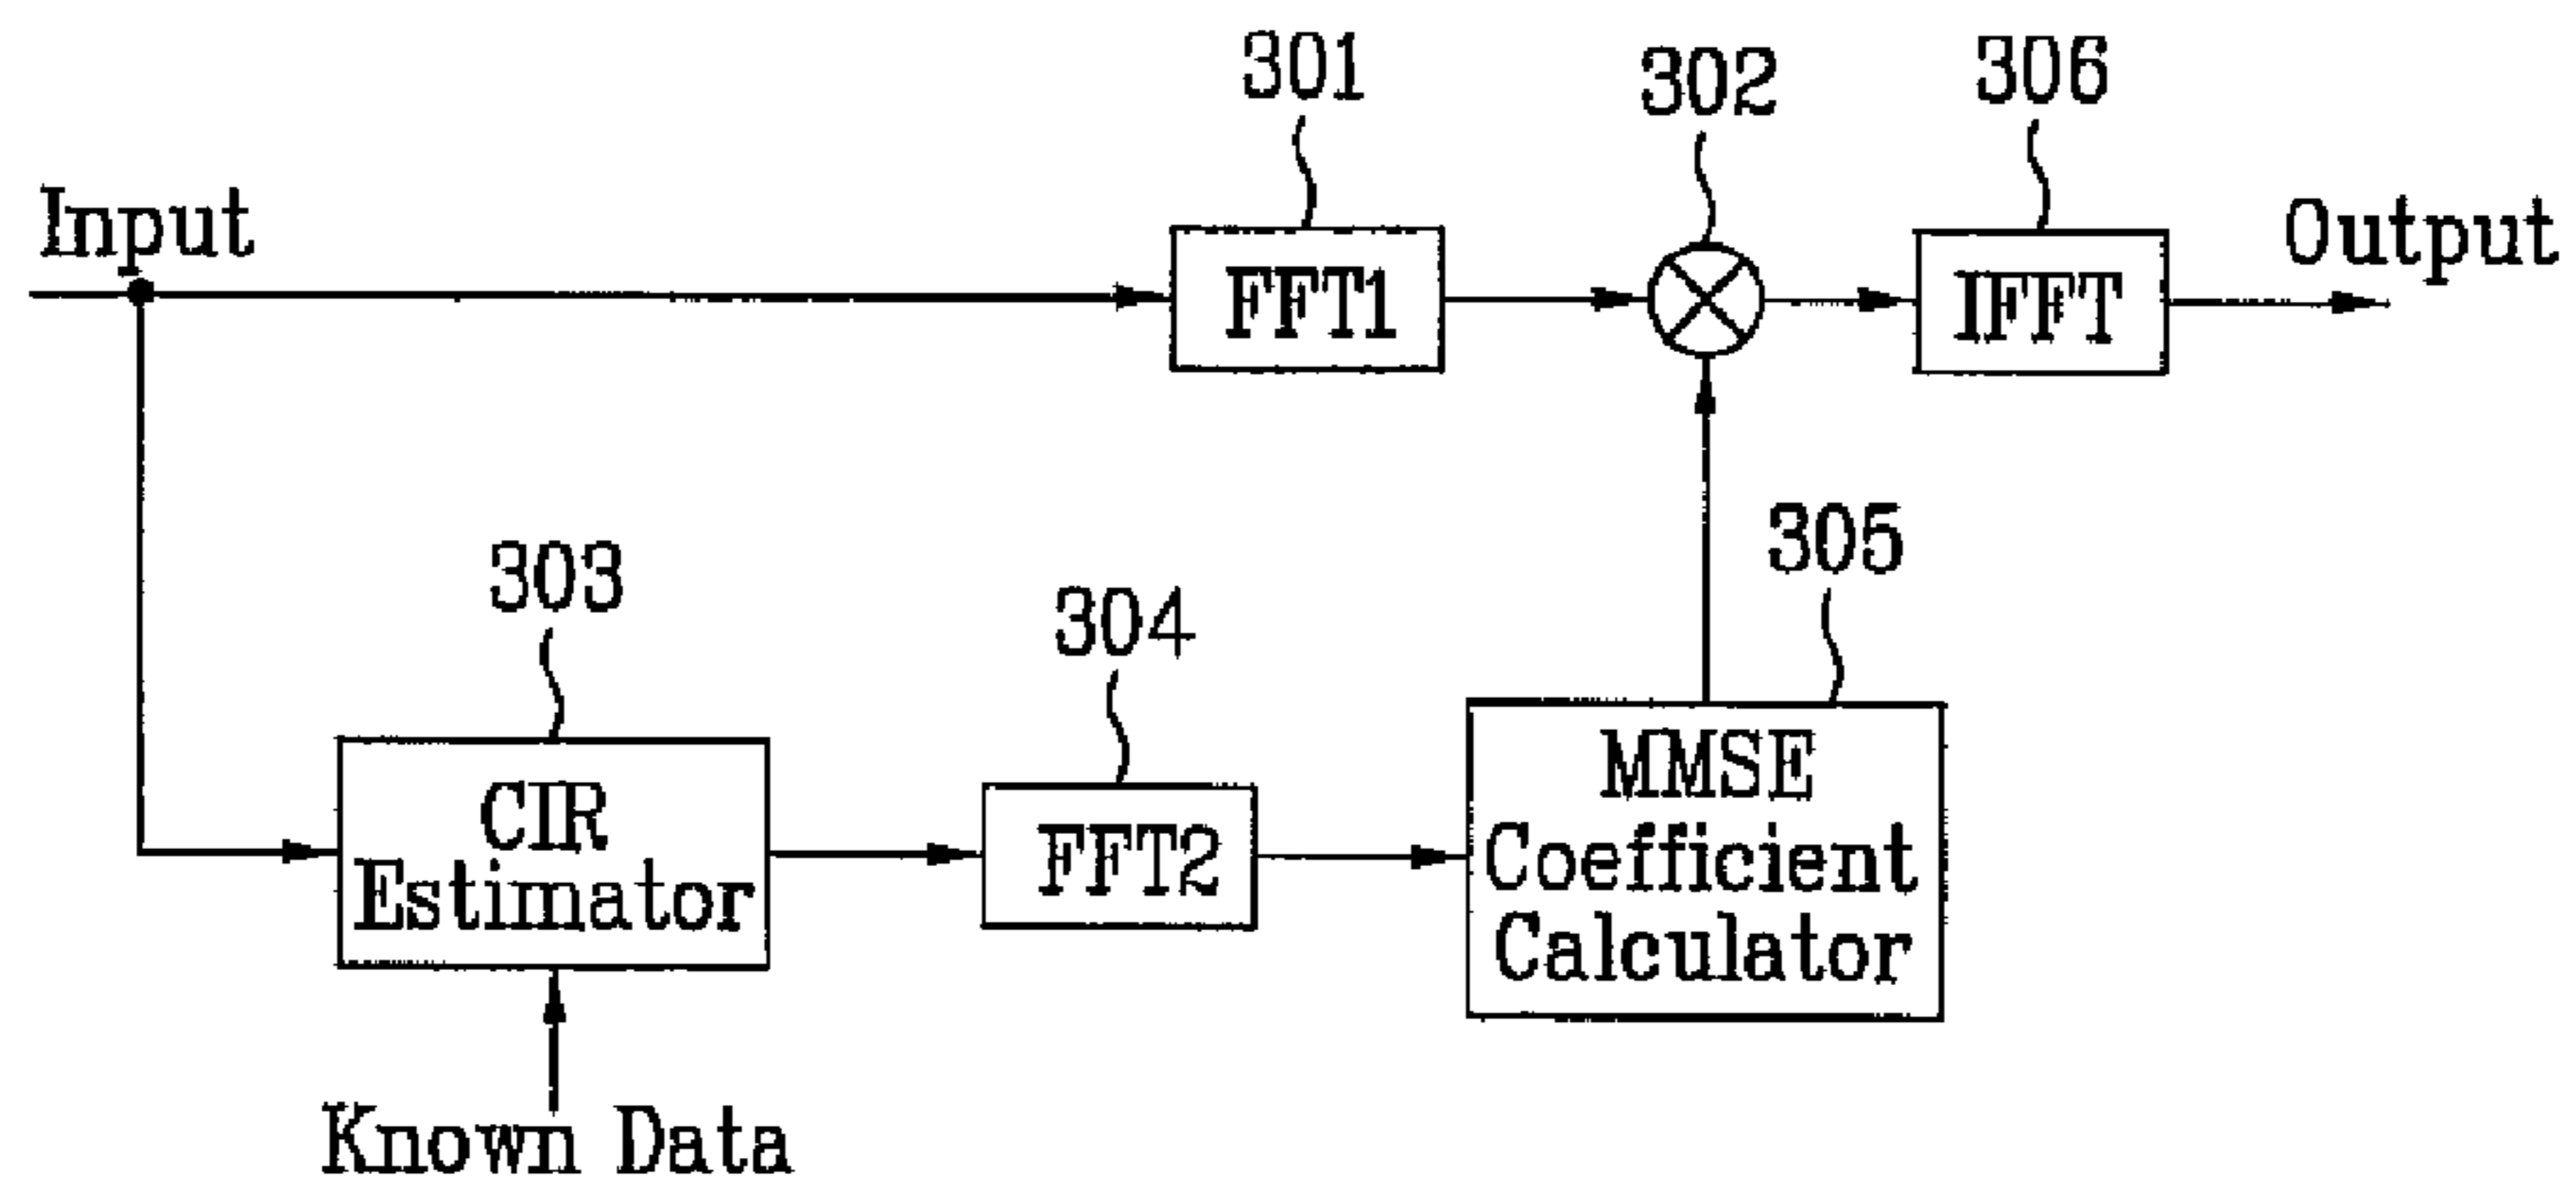 301
302
306
Input
Output
FFT1
IFFT
303
304
305
CIR
Estimator
FFT2
MMSE
Coefficient
Calculator
Known Data